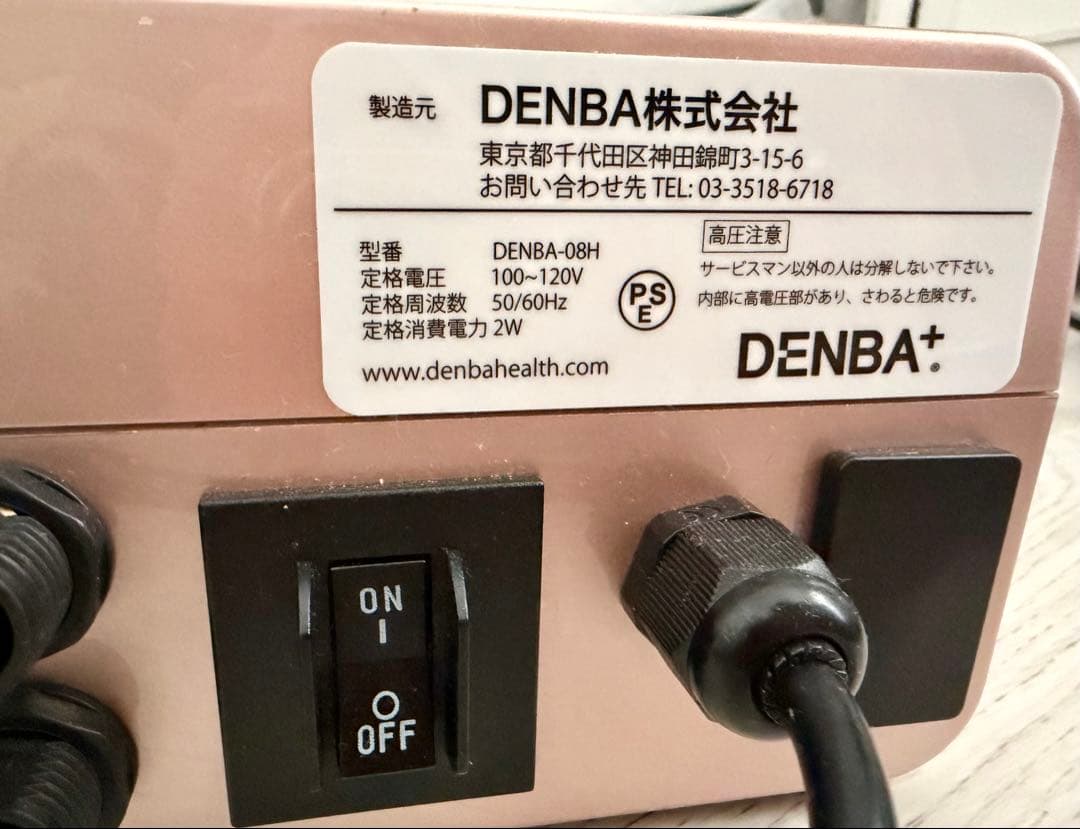 製造元 DENBA株式会社
東京都千代田区神田錦町3-15-6
お問い合わせ先 TEL: 03-3518-6718
型番 DENBA-08H
定格電圧 100~120V
定格周波数 50/60Hz
定格消費電力 2W
www.denbahealth.com
PS
E
高圧注意
サービスマン以外の人は分解しないで下さい。
内部に高電圧部があり、さわると危険です。
DENBA+®
ON
I
O
OFF